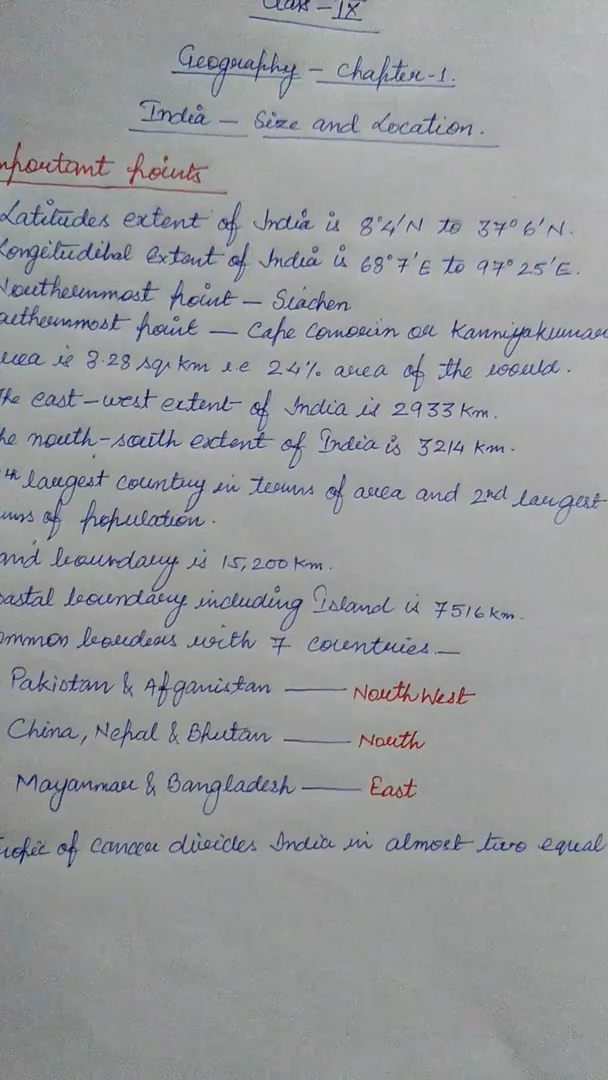 Class - IX
Geography - Chapter-1.
India - Size and Location.
mportant points
Latitudes extent of India is 8°4'N to 37°6'N.
Longitudinal Extent of India is 68°7'E to 97°25'E.
Northernmost point - Siachen
outhernmost point - Cape Comorin or Kanniyakumar
area is 3.28 sqr km i.e 2.4% area of the world.
The east-west extent of India is 2933 km.
he north-south extent of India is 3214 km.
th largest country in terms of area and 2nd largest
rms of population.
and boundary is 15,200 km.
oastal boundary including Island is 7516 km.
ommon borders with 7 countries -
Pakistan & Afganistan - North West
China, Nepal & Bhutan - North
Mayanmar & Bangladesh - East
ropic of cancer divides India in almost two equal